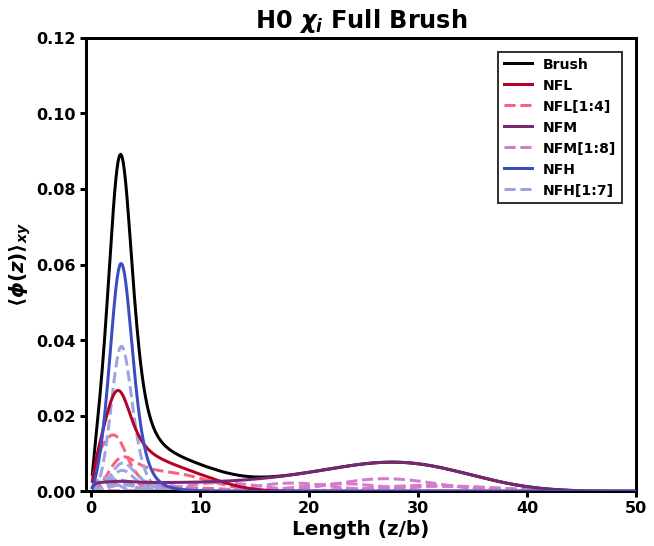 H0 χᵢ Full Brush
0.12
0.10
0.08
0.06
0.04
0.02
0.00
⟨ϕ(z)⟩xy
Brush
NFL
NFL[1:4]
NFM
NFM[1:8]
NFH
NFH[1:7]
0 10 20 30 40 50
Length (z/b)